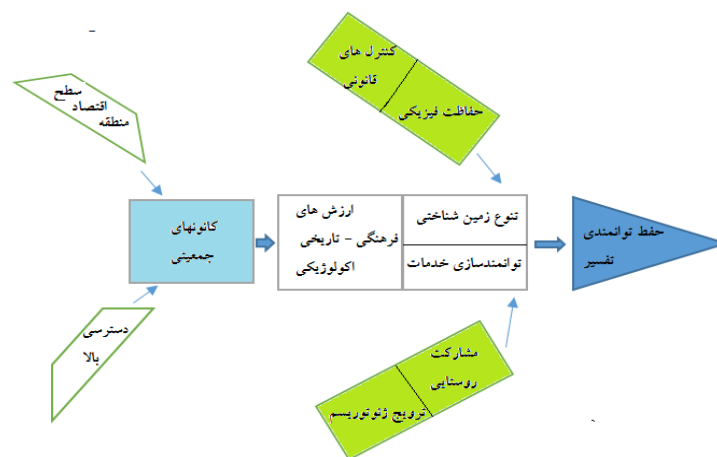 سطح
اقتصاد
منطقه
دسترسی
بالا
کانونهای
جمعیتی
ارزش های
فرهنگی - تاریخی
اکولوژیکی
کنترل های
قانونی
حفاظت فیزیکی
تنوع زمین شناختی
توانمندسازی خدمات
مشارکت
روستایی
ترویج ژئوتوریسم
حفظ توانمندی
تفسیر